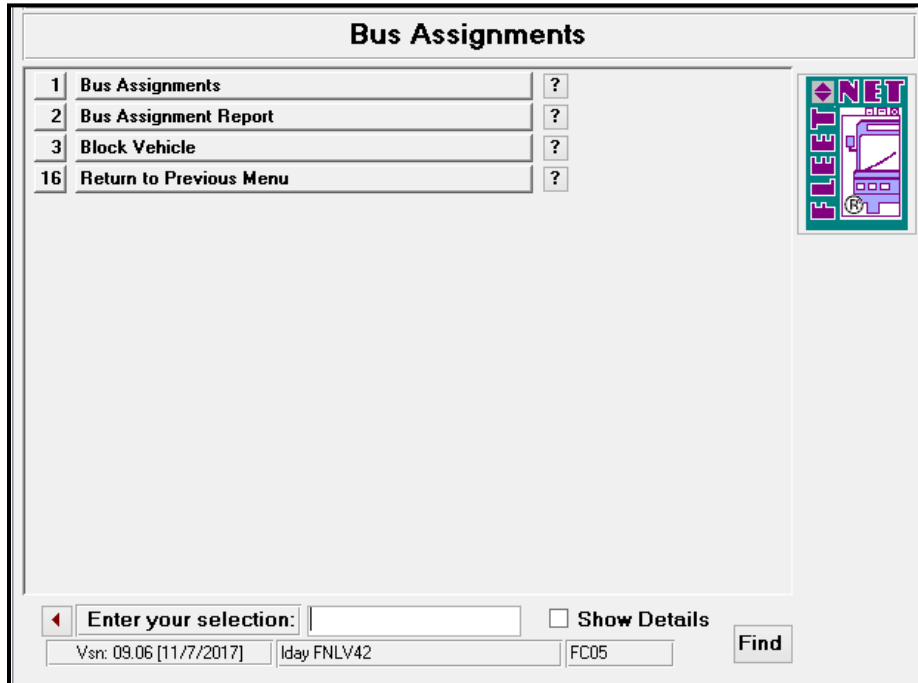 Bus Assignments
1 Bus Assignments ?
2 Bus Assignment Report ?
3 Block Vehicle ?
16 Return to Previous Menu ?
FLEET NET
®
Enter your selection: Show Details
Find
Vsn: 09.06 [11/7/2017] lday FNLV42 FC05